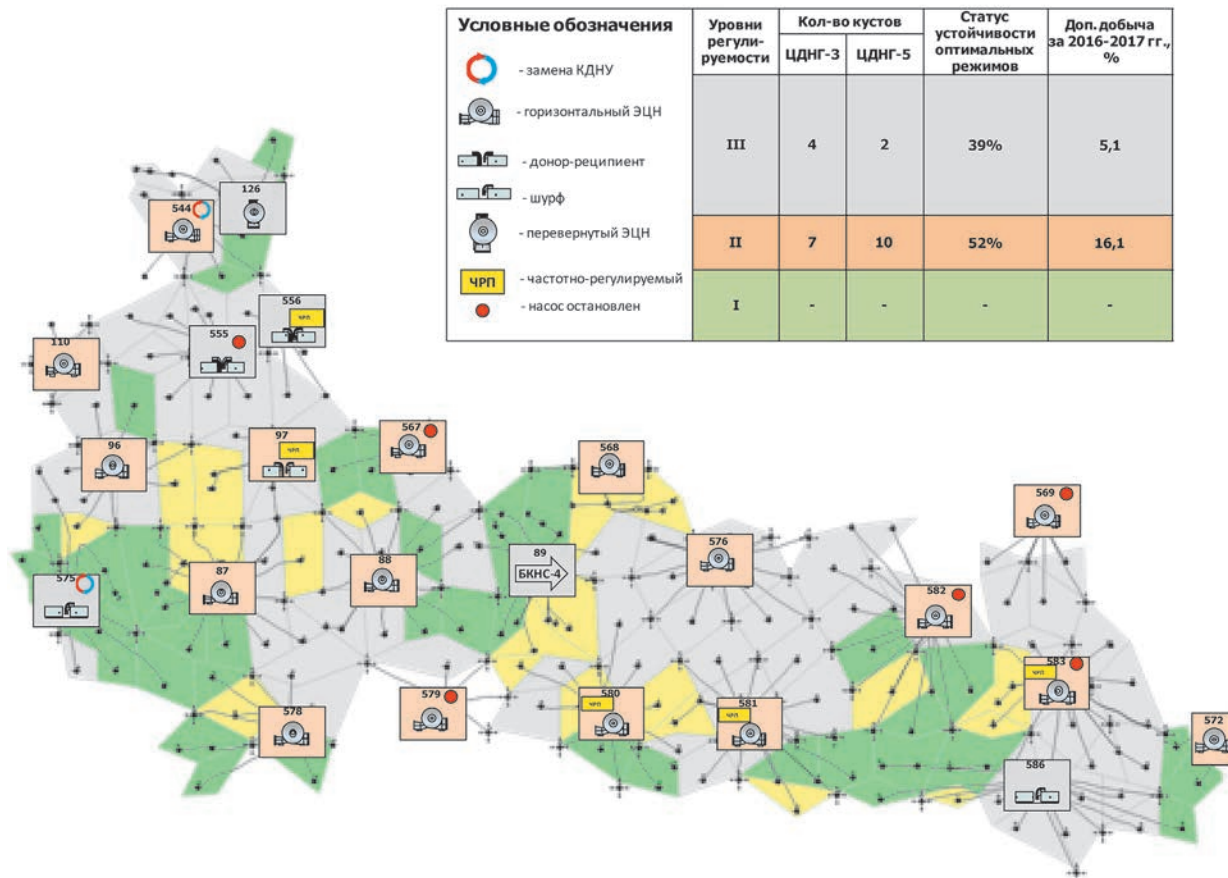 Условные обозначения
- замена КДНУ
- горизонтальный ЭЦН
- донор-реципиент
- шурф
- перевернутый ЭЦН
ЧРП - частотно-регулируемый
- насос остановлен
Уровни регули-руемости
Кол-во кустов
ЦДНГ-3 ЦДНГ-5
Статус
устойчивости
оптимальных
режимов
Доп. добыча
за 2016-2017 гг.,
%
III 4 2 39% 5,1
II 7 10 52% 16,1
I - - - -
126
544
556
ЧРП
555
110
96
97
ЧРП
567
568
569
575
87
88
89
БКНС-4
576
582
583
ЧРП
578
579
580
ЧРП
581
ЧРП
572
586